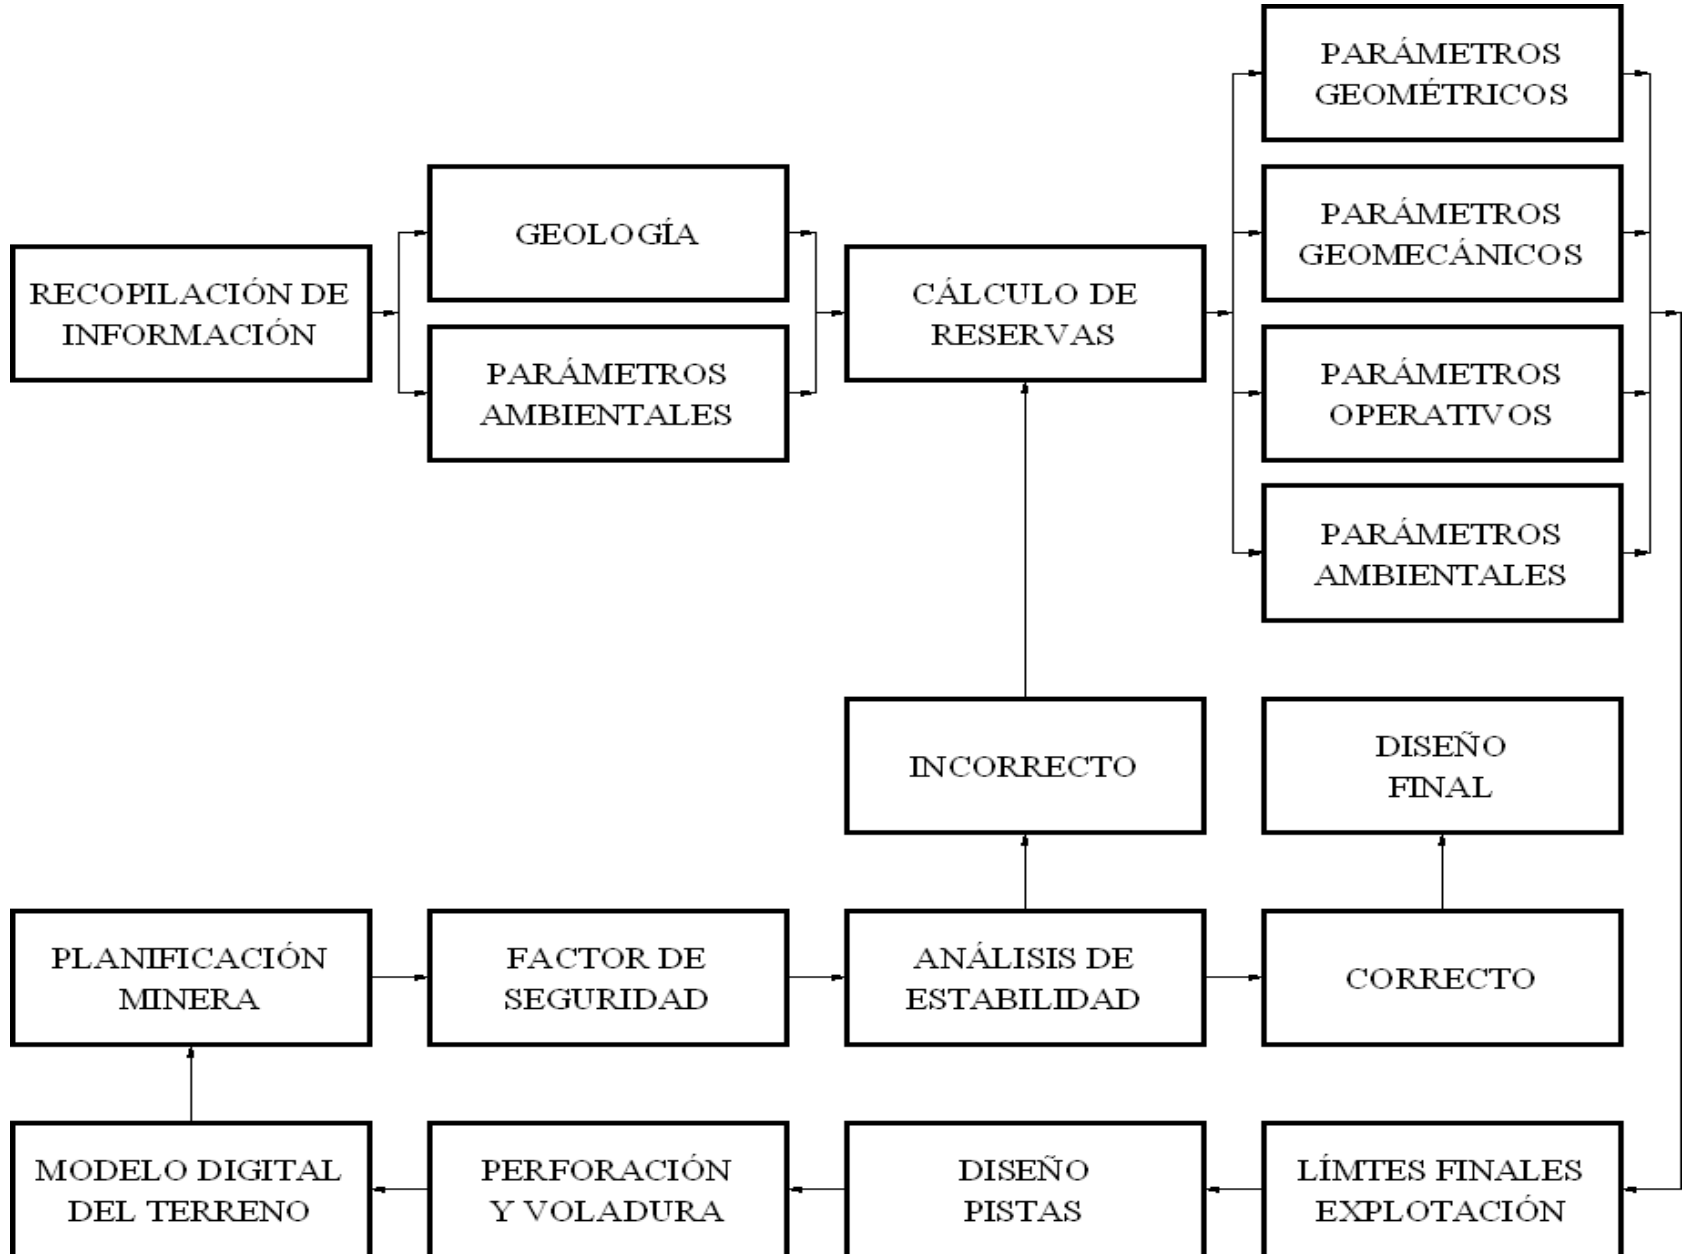 RECOPILACIÓN DE
INFORMACIÓN
GEOLOGÍA
PARÁMETROS
AMBIENTALES
CÁLCULO DE
RESERVAS
PARÁMETROS
GEOMÉTRICOS
PARÁMETROS
GEOMECÁNICOS
PARÁMETROS
OPERATIVOS
PARÁMETROS
AMBIENTALES
INCORRECTO
DISEÑO
FINAL
PLANIFICACIÓN
MINERA
FACTOR DE
SEGURIDAD
ANÁLISIS DE
ESTABILIDAD
CORRECTO
MODELO DIGITAL
DEL TERRENO
PERFORACIÓN
Y VOLADURA
DISEÑO
PISTAS
LÍMTES FINALES
EXPLOTACIÓN